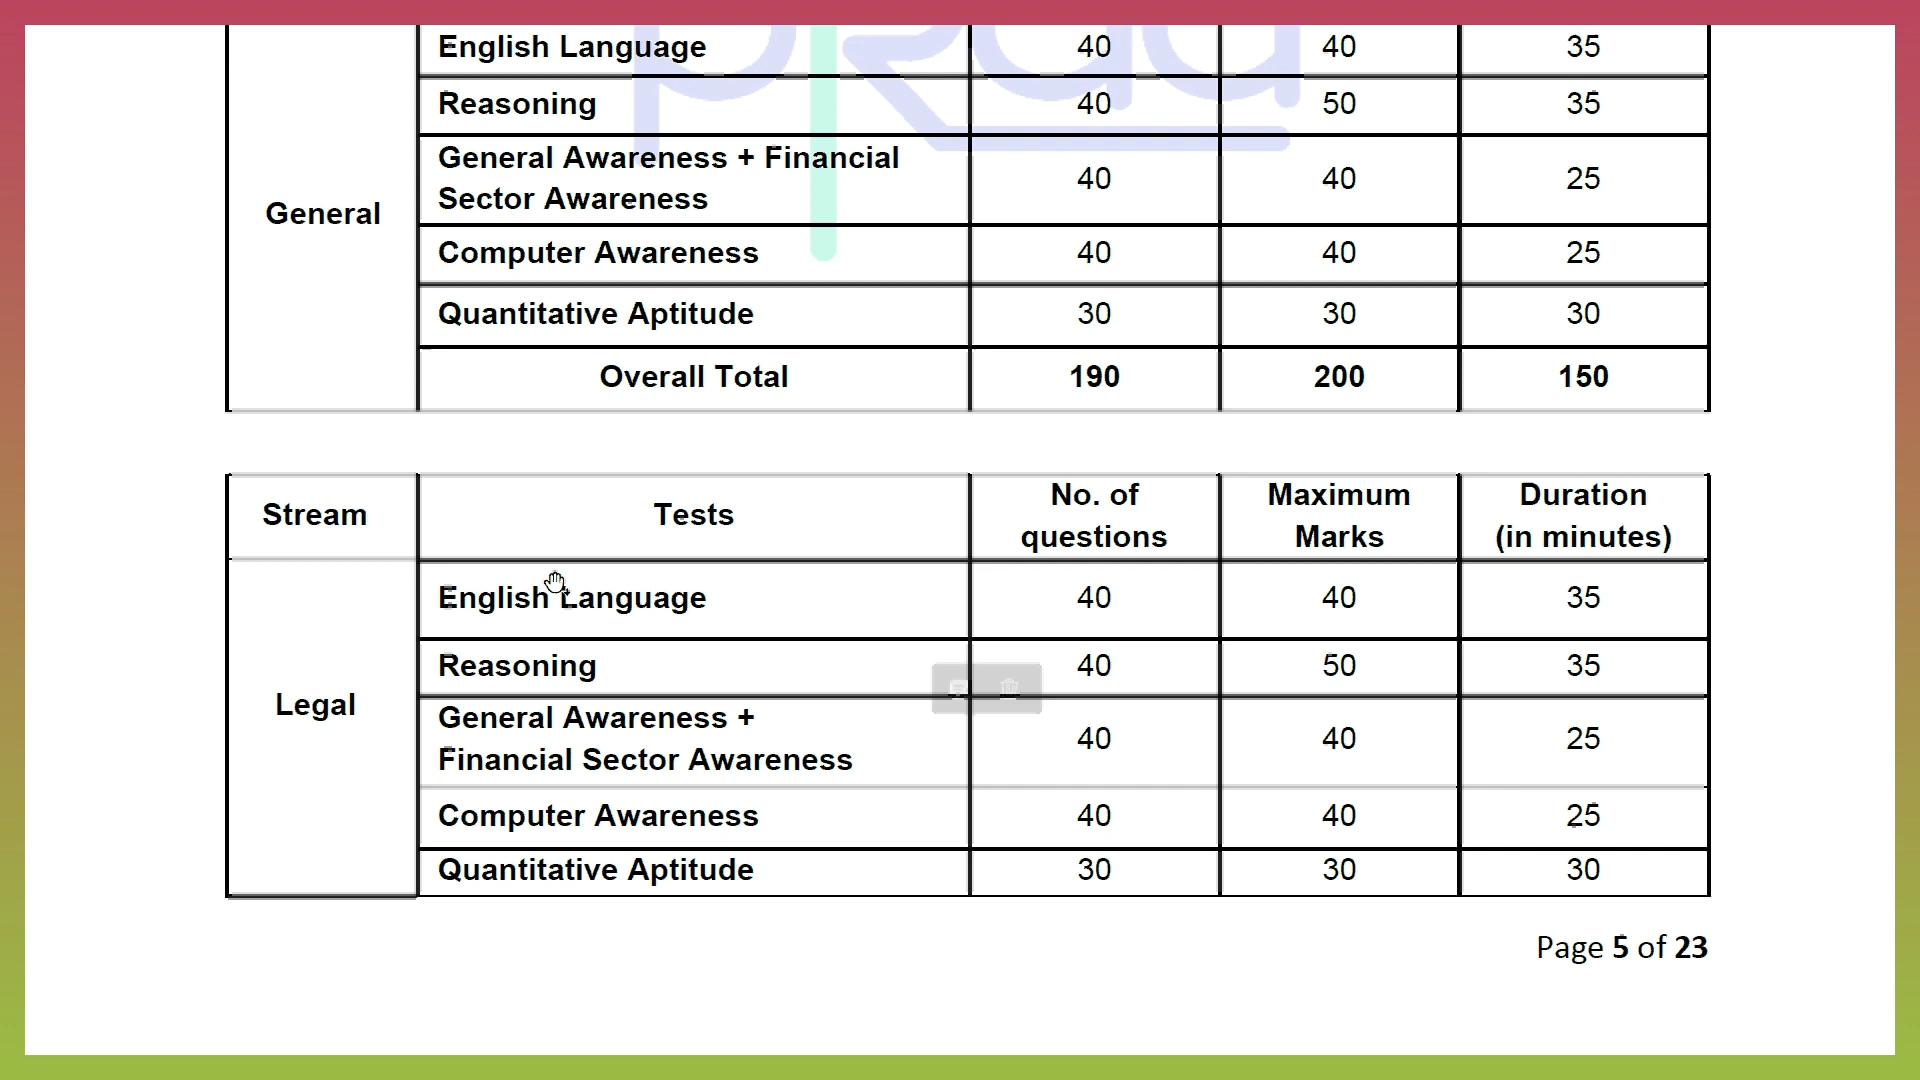 English Language 40 40 35
Reasoning 40 50 35
General Awareness + Financial
Sector Awareness 40 40 25
General
Computer Awareness 40 40 25
Quantitative Aptitude 30 30 30
Overall Total 190 200 150
Stream Tests No. of questions Maximum Marks Duration (in minutes)
English Language 40 40 35
Reasoning 40 50 35
Legal
General Awareness +
Financial Sector Awareness 40 40 25
Computer Awareness 40 40 25
Quantitative Aptitude 30 30 30
Page 5 of 23